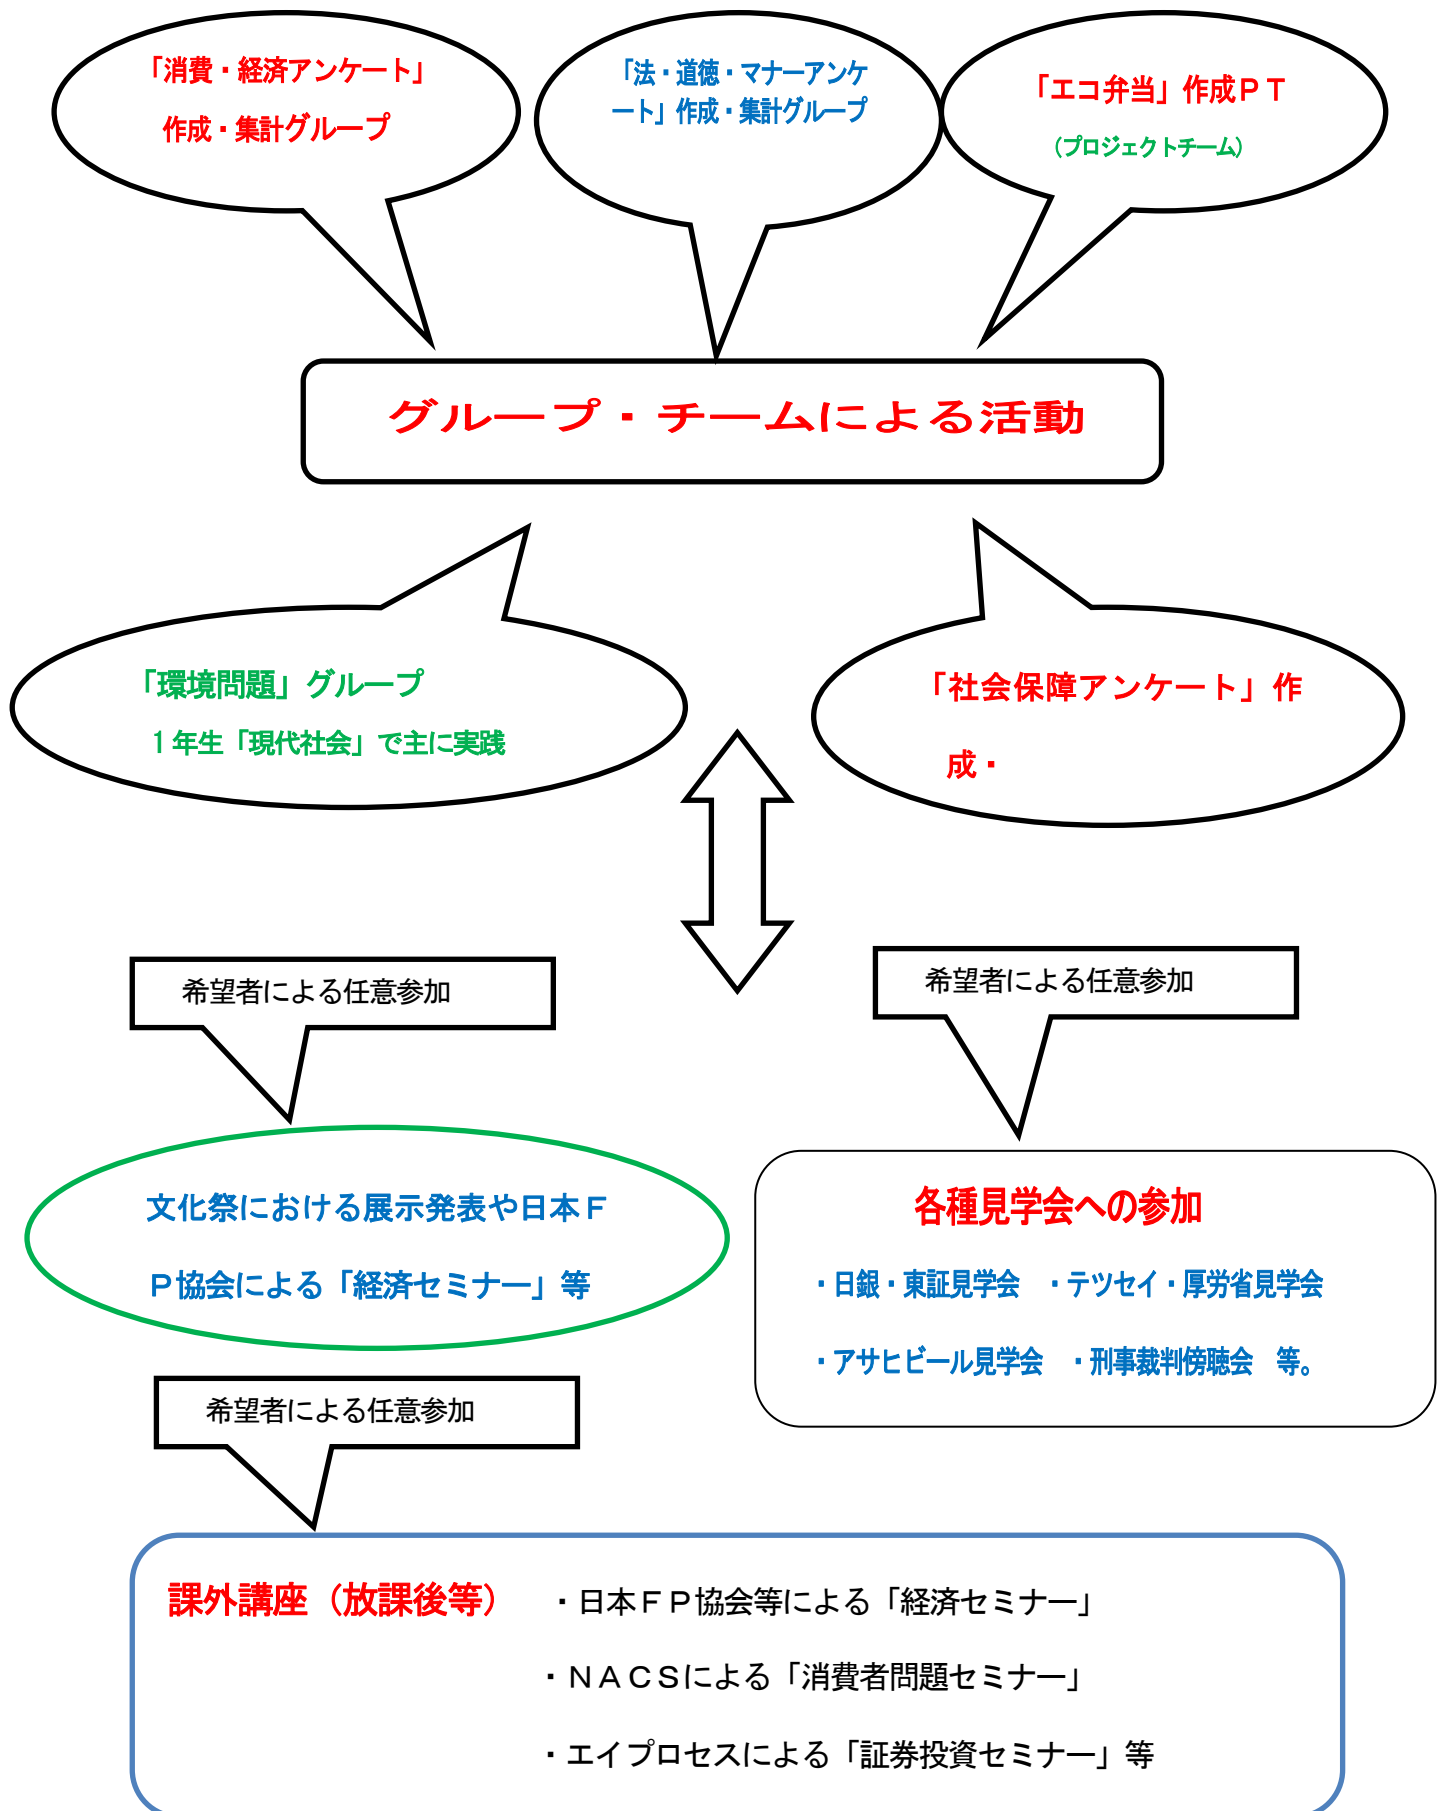 「消費・経済アンケート」
作成・集計グループ
「法・道徳・マナーアンケ
ート」作成・集計グループ
「エコ弁当」作成ＰＴ
（プロジェクトチーム）
グループ・チームによる活動
「環境問題」グループ
１年生「現代社会」で主に実践
「社会保障アンケート」作
成・
希望者による任意参加
希望者による任意参加
文化祭における展示発表や日本Ｆ
Ｐ協会による「経済セミナー」等
各種見学会への参加
・日銀・東証見学会　・テツセイ・厚労省見学会
・アサヒビール見学会　・刑事裁判傍聴会　等。
希望者による任意参加
課外講座（放課後等）　・日本ＦＰ協会等による「経済セミナー」
・ＮＡＣＳによる「消費者問題セミナー」
・エイプロセスによる「証券投資セミナー」等